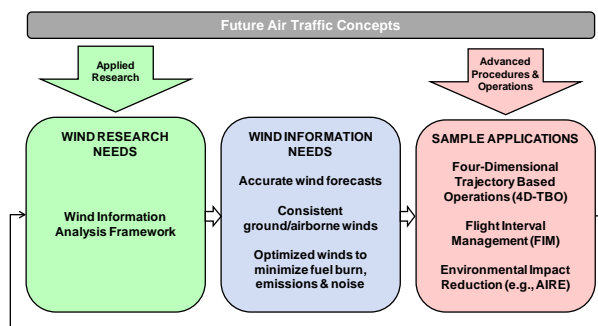 Future Air Traffic Concepts
Applied
Research
Advanced
Procedures &
Operations
WIND RESEARCH
NEEDS
Wind Information
Analysis Framework
WIND INFORMATION
NEEDS
Accurate wind forecasts
Consistent
ground/airborne winds
Optimized winds to
minimize fuel burn,
emissions & noise
SAMPLE APPLICATIONS
Four-Dimensional
Trajectory Based
Operations (4D-TBO)
Flight Interval
Management (FIM)
Environmental Impact
Reduction (e.g., AIRE)